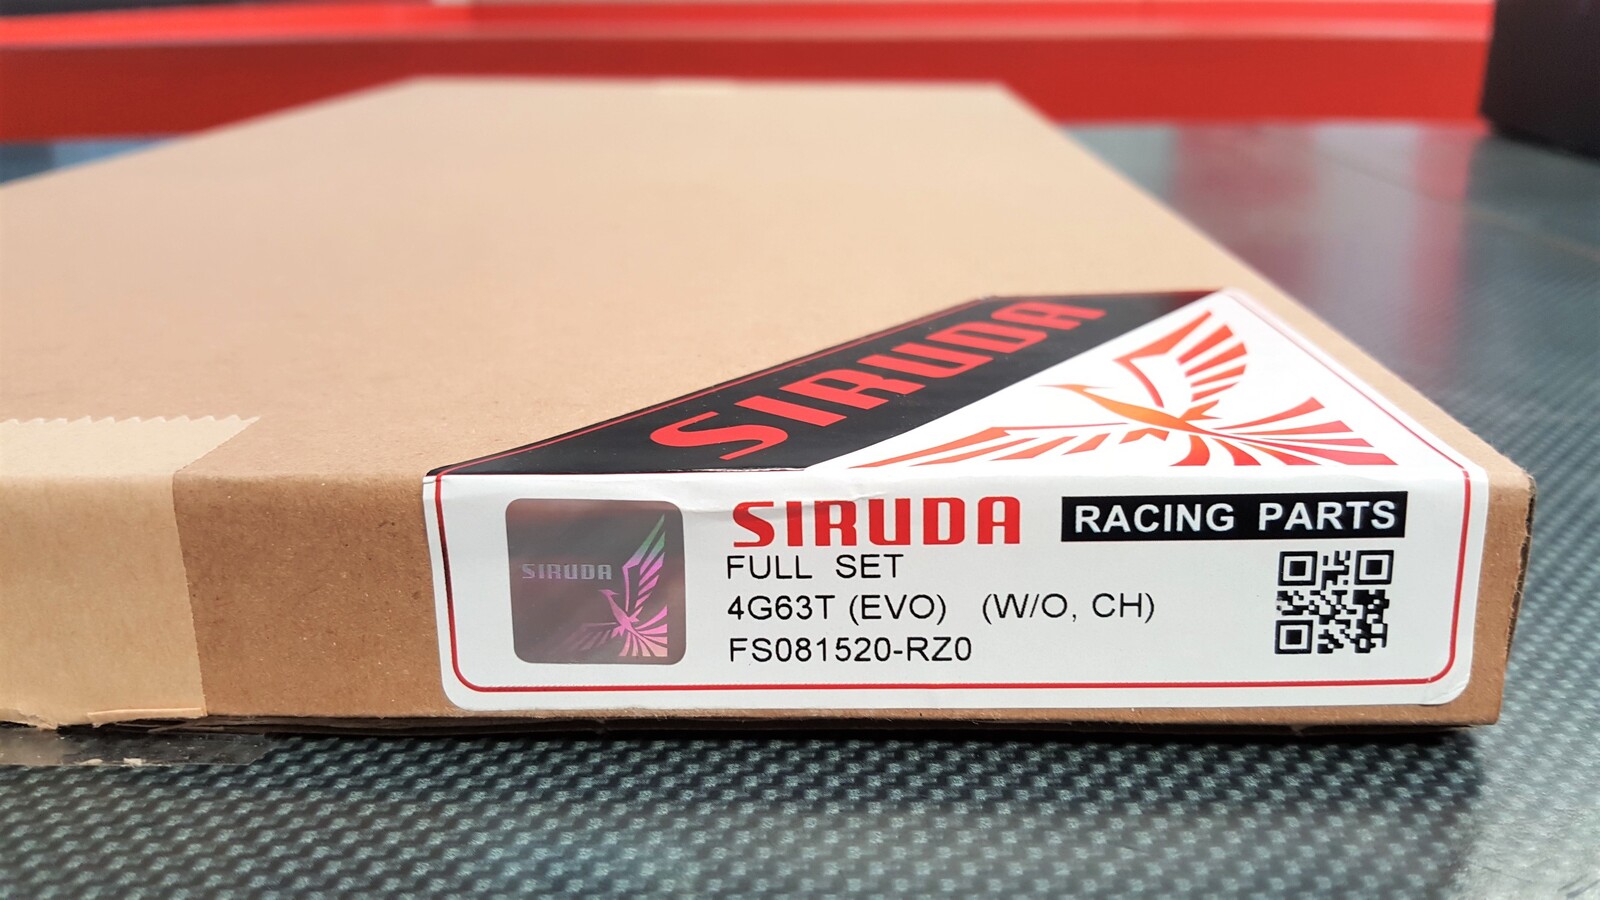 SIRUDA
SIRUDA
SIRUDA RACING PARTS
FULL SET
4G63T (EVO) (W/O, CH)
FS081520-RZ0